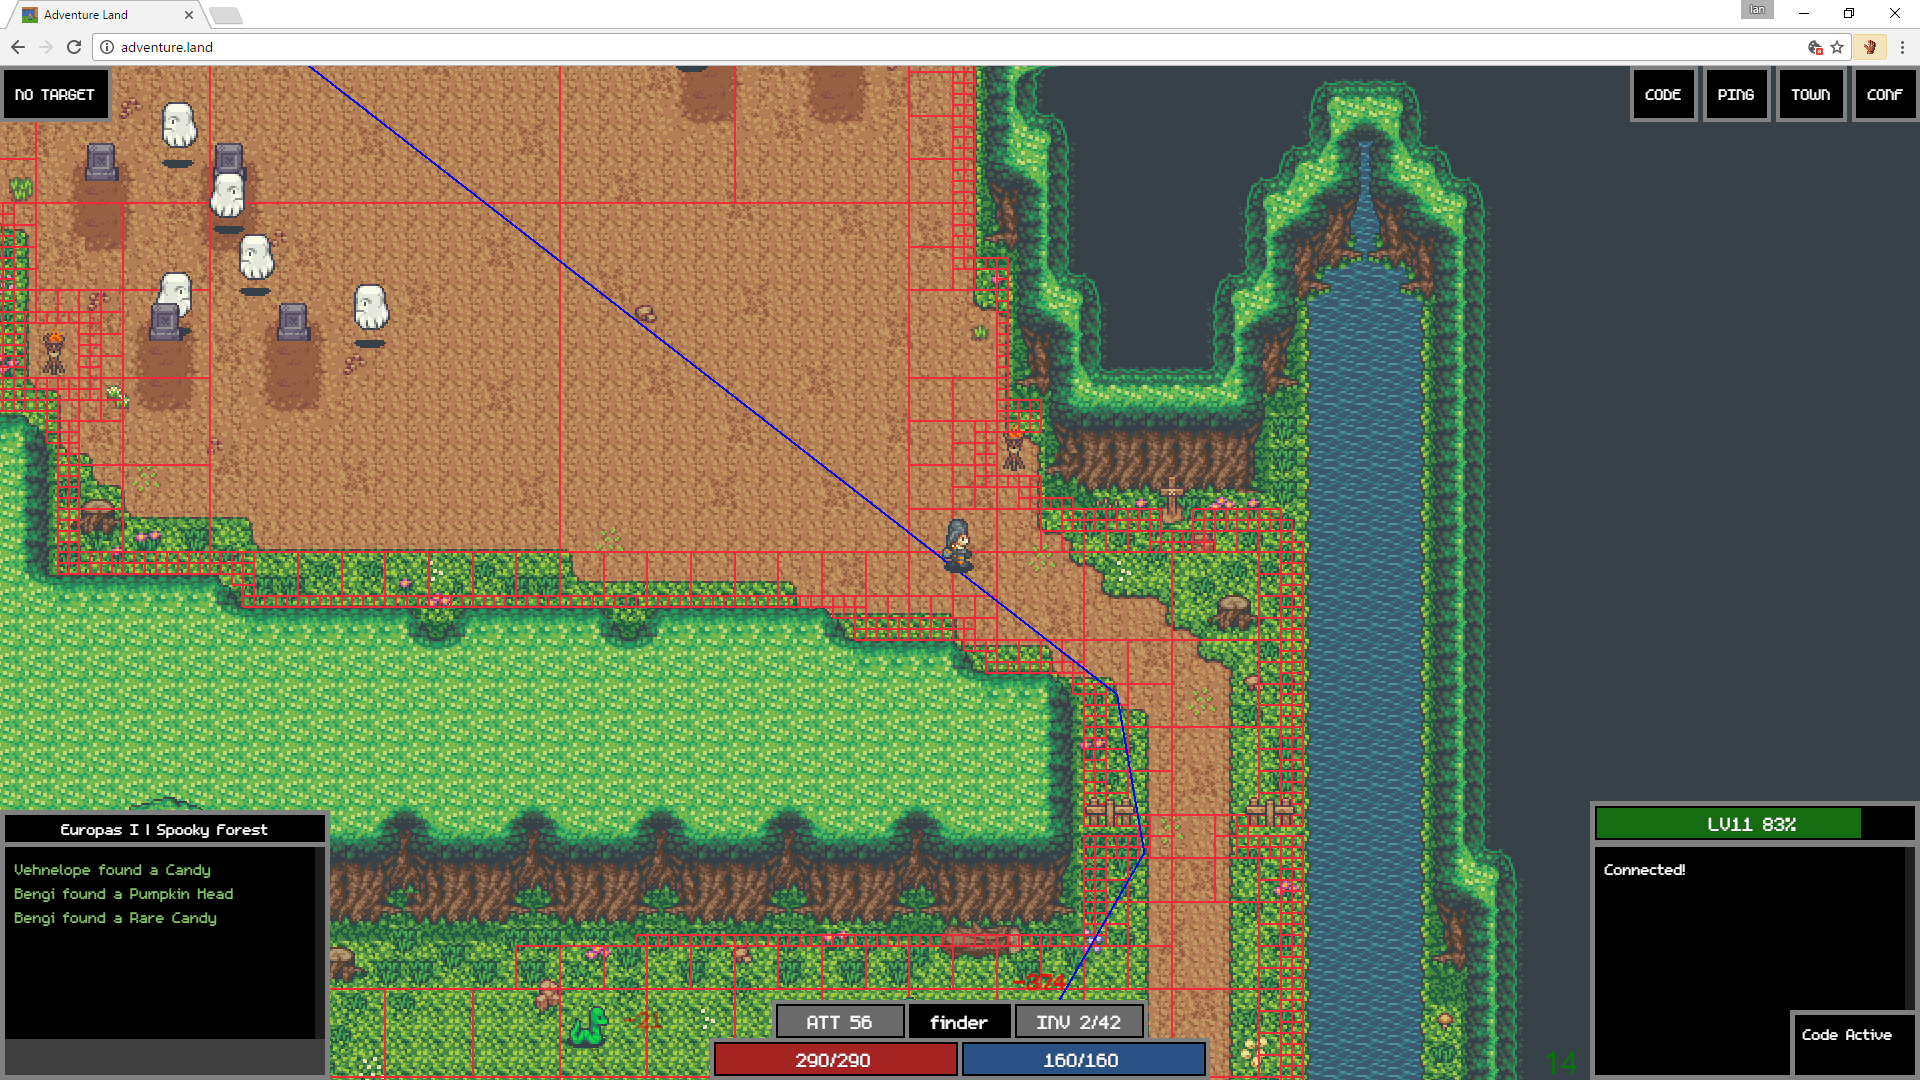 Adventure Land
Ian
adventure.land
NO TARGET
CODE
PING
TOWN
CONF
Europas I | Spooky Forest
Vehnelope found a Candy
Bengi found a Pumpkin Head
Bengi found a Rare Candy
-374
-21
ATT 56
finder
INV 2/42
290/290
160/160
LV11 83%
Connected!
Code Active
14